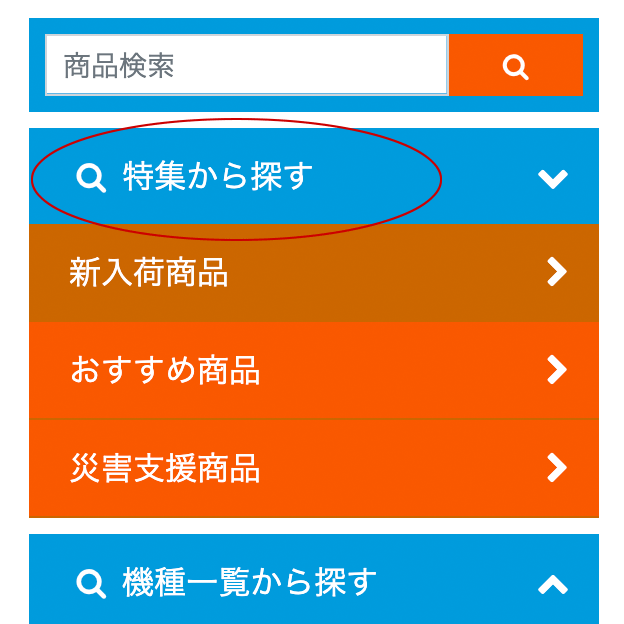 商品検索
特集から探す
新入荷商品
おすすめ商品
災害支援商品
機種一覧から探す